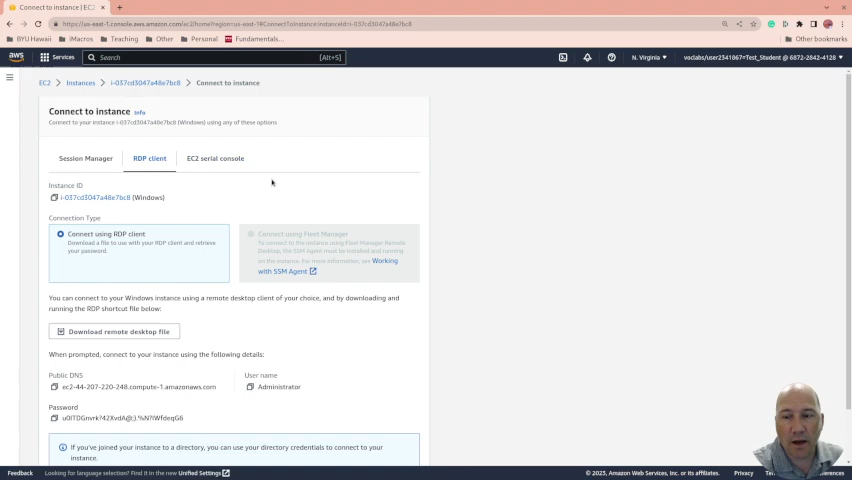 Connect to instance | EC2
https://us-east-1.console.aws.amazon.com/ec2/home?region=us-east-1#ConnectToInstance:instanceId=i-037cd3047a48e7bc8
BYU Hawaii iMacros Teaching Other Personal Fundamentals... Other bookmarks
aws Services Search [Alt+S] N. Virginia voclabs/user2341867=Test_Student @ 6872-2842-4128
EC2 Instances i-037cd3047a48e7bc8 Connect to instance
Connect to instance Info
Connect to your instance i-037cd3047a48e7bc8 (Windows) using any of these options
Session Manager RDP client EC2 serial console
Instance ID
i-037cd3047a48e7bc8 (Windows)
Connection Type
Connect using RDP client
Download a file to use with your RDP client and retrieve
your password.
Connect using Fleet Manager
To connect to the instance using Fleet Manager Remote
Desktop, the SSM Agent must be installed and running
on the instance. For more information, see Working
with SSM Agent
You can connect to your Windows instance using a remote desktop client of your choice, and by downloading and
running the RDP shortcut file below:
Download remote desktop file
When prompted, connect to your instance using the following details:
Public DNS User name
ec2-44-207-220-248.compute-1.amazonaws.com Administrator
Password
If you've joined your instance to a directory, you can use your directory credentials to connect to your
instance.
Feedback Looking for language selection? Find it in the new Unified Settings © 2023, Amazon Web Services, Inc. or its affiliates. Privacy